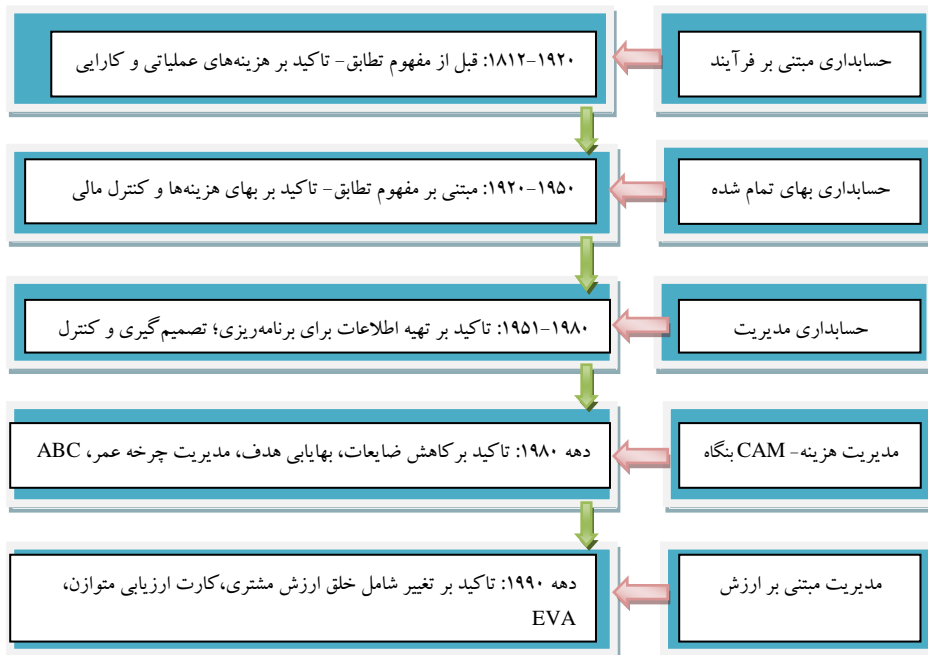 حسابداری مبتنی بر فرآیند
۱۸۱۲-۱۹۲۰: قبل از مفهوم تطابق- تاکید بر هزینه‌های عملیاتی و کارایی
حسابداری بهای تمام شده
۱۹۲۰-۱۹۵۰: مبتنی بر مفهوم تطابق- تاکید بر بهای هزینه‌ها و کنترل مالی
حسابداری مدیریت
۱۹۵۱-۱۹۸۰: تاکید بر تهیه اطلاعات برای برنامه‌ریزی؛ تصمیم‌گیری و کنترل
مدیریت هزینه- CAM بنگاه
دهه ۱۹۸۰: تاکید بر کاهش ضایعات، بهایابی هدف، مدیریت چرخه عمر، ABC
مدیریت مبتنی بر ارزش
دهه ۱۹۹۰: تاکید بر تغییر شامل خلق ارزش مشتری،کارت ارزیابی متوازن،
EVA